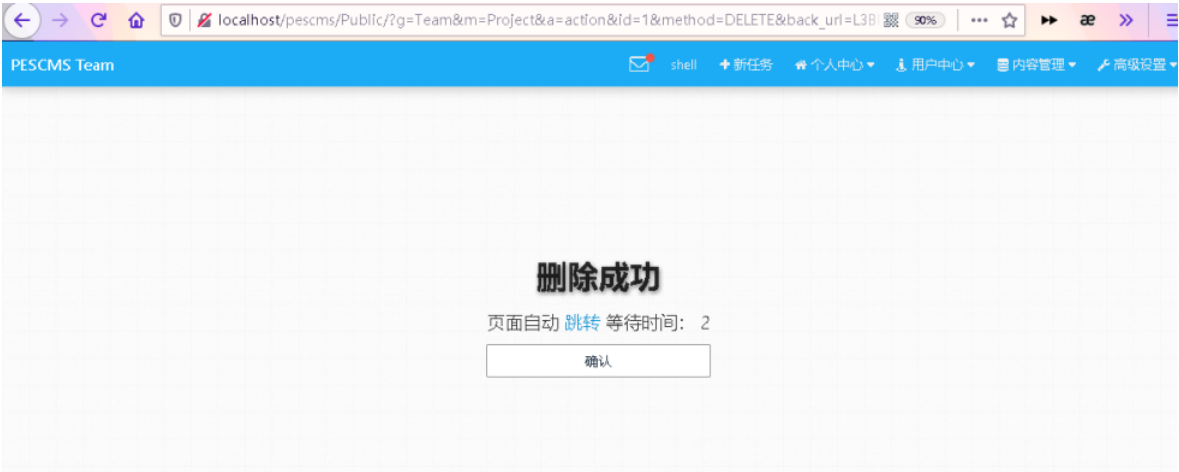 localhost/pescms/Public/?g=Team&m=Project&a=action&id=1&method=DELETE&back_url=L3B 90%
PESCMS Team shell 新任务 个人中心 用户中心 内容管理 高级设置
删除成功
页面自动 跳转 等待时间： 2
确认